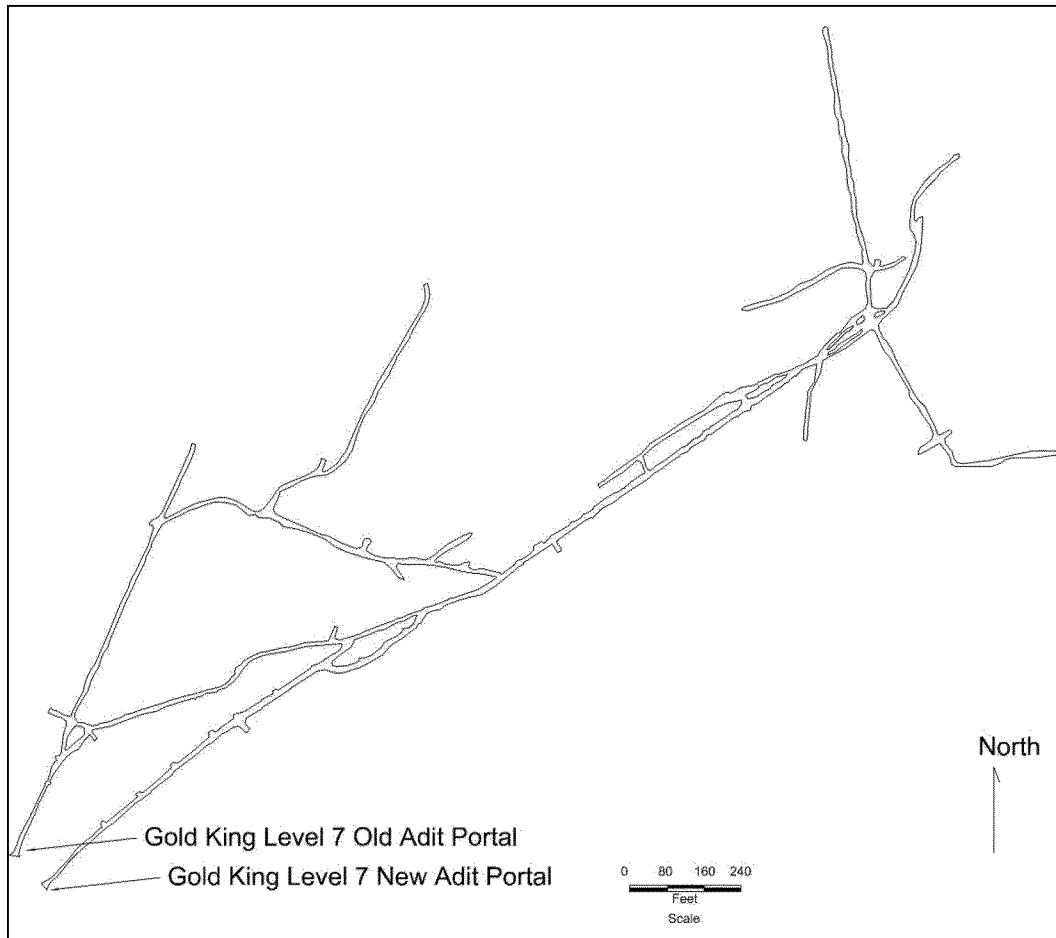 North
Gold King Level 7 Old Adit Portal
Gold King Level 7 New Adit Portal
0 80 160 240
Feet
Scale